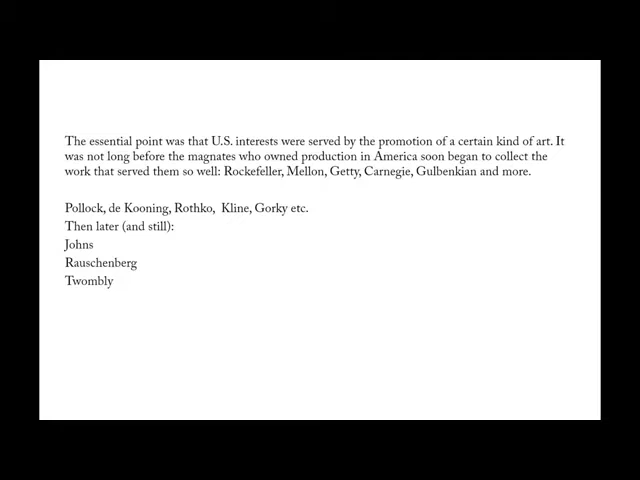 The essential point was that U.S. interests were served by the promotion of a certain kind of art. It
was not long before the magnates who owned production in America soon began to collect the
work that served them so well: Rockefeller, Mellon, Getty, Carnegie, Gulbenkian and more.
Pollock, de Kooning, Rothko, Kline, Gorky etc.
Then later (and still):
Johns
Rauschenberg
Twombly